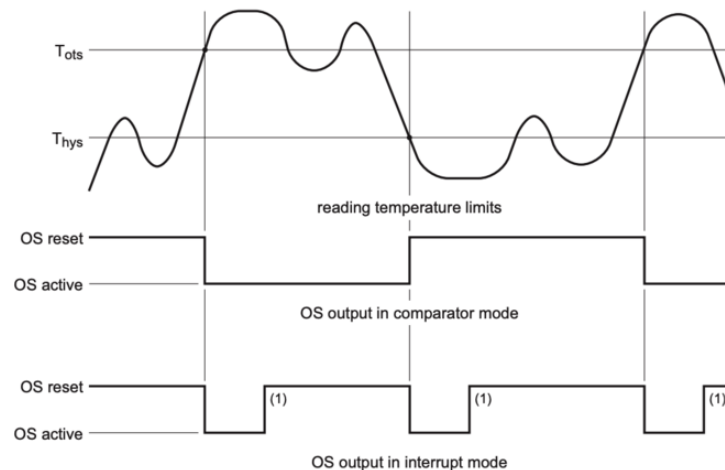 Tots
Thys
reading temperature limits
OS reset
OS active
OS output in comparator mode
OS reset
(1)
(1)
(1)
OS active
OS output in interrupt mode